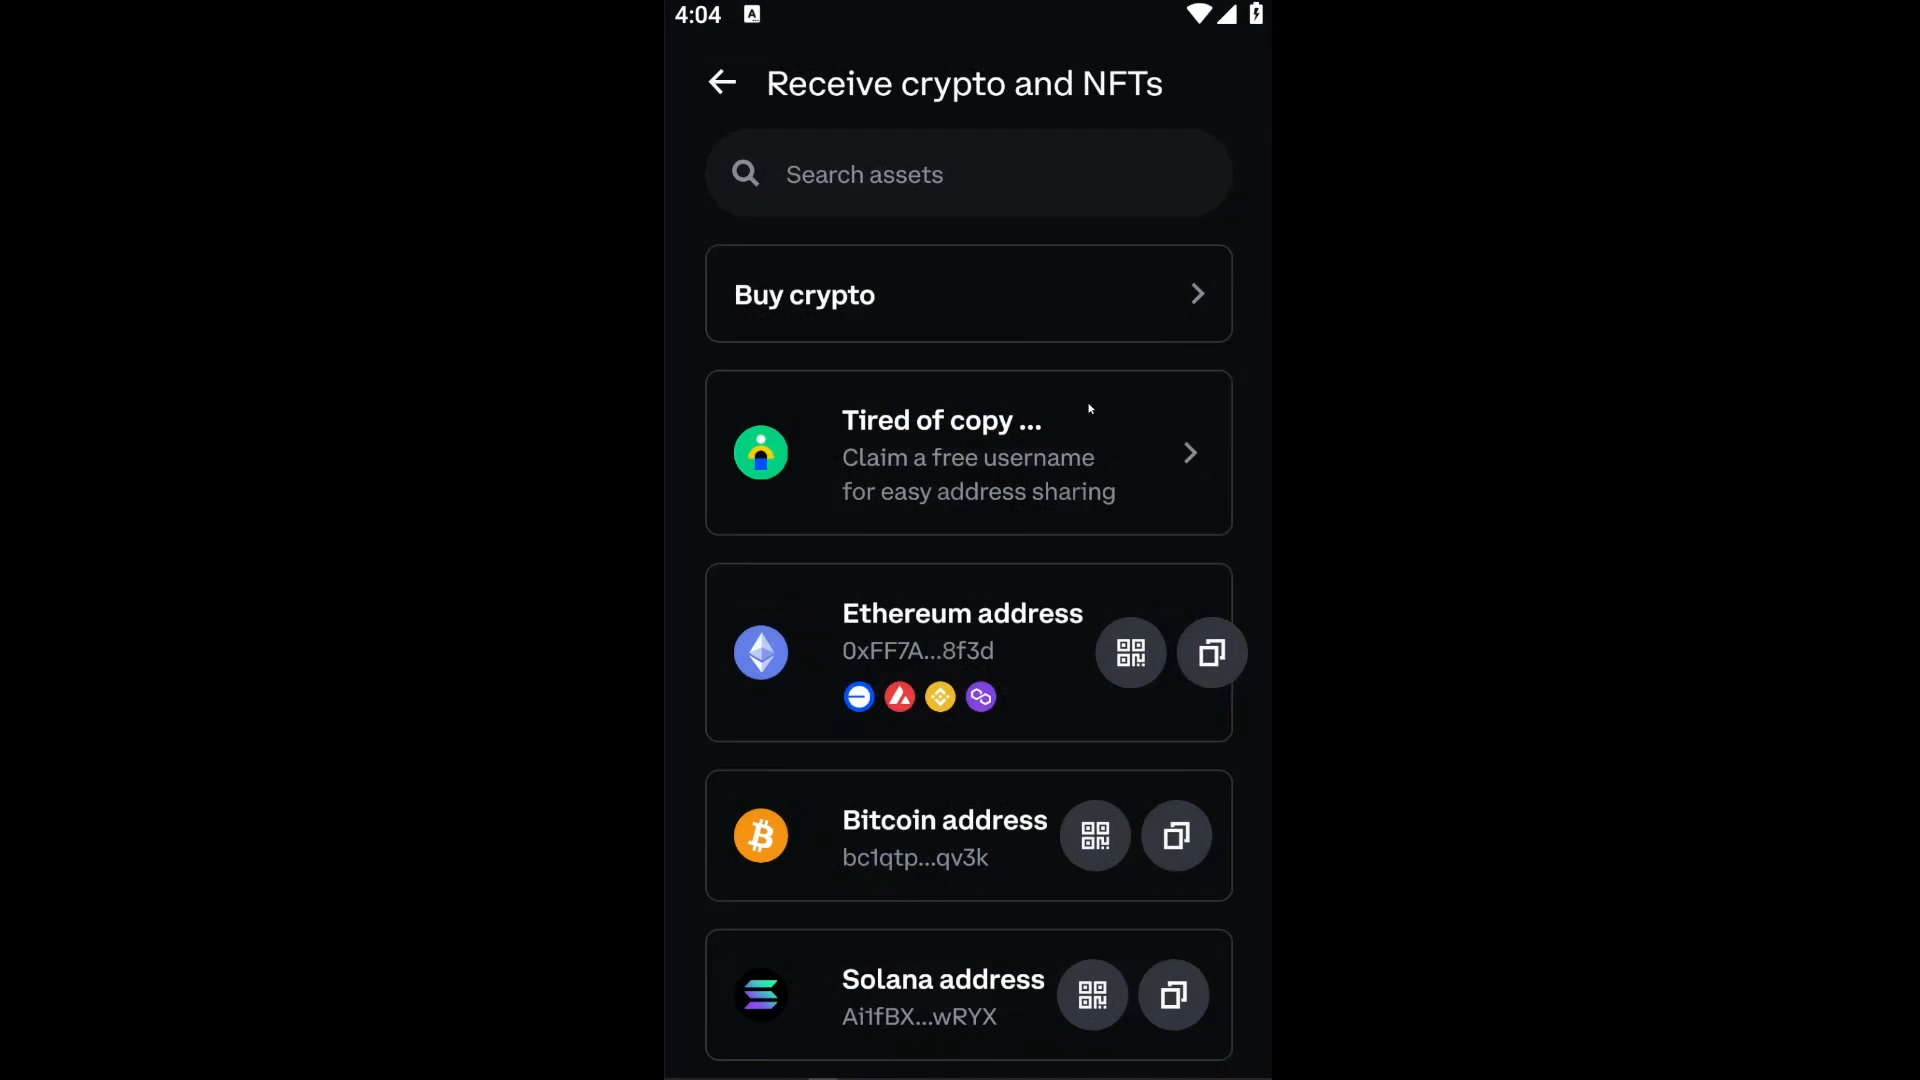 4:04
Receive crypto and NFTs
Search assets
Buy crypto
Tired of copy ...
Claim a free username
for easy address sharing
Ethereum address
0xFF7A...8f3d
Bitcoin address
bc1qtp...qv3k
Solana address
Ai1fBX...wRYX